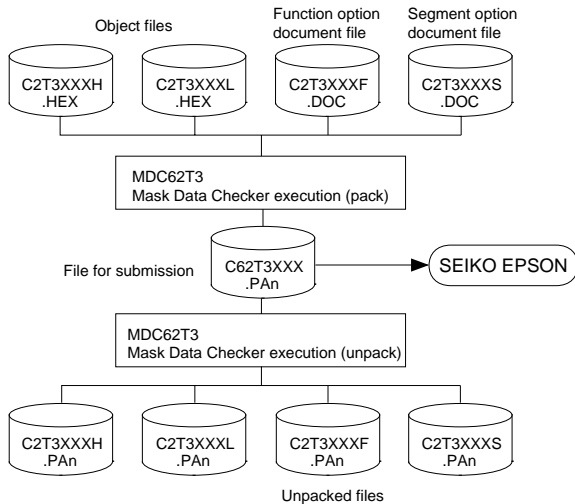 Object files
Function option
document file
Segment option
document file
C2T3XXXH
.HEX
C2T3XXXL
.HEX
C2T3XXXF
.DOC
C2T3XXXS
.DOC
MDC62T3
Mask Data Checker execution (pack)
File for submission
C62T3XXX
.PAn
SEIKO EPSON
MDC62T3
Mask Data Checker execution (unpack)
C2T3XXXH
.PAn
C2T3XXXL
.PAn
C2T3XXXF
.PAn
C2T3XXXS
.PAn
Unpacked files